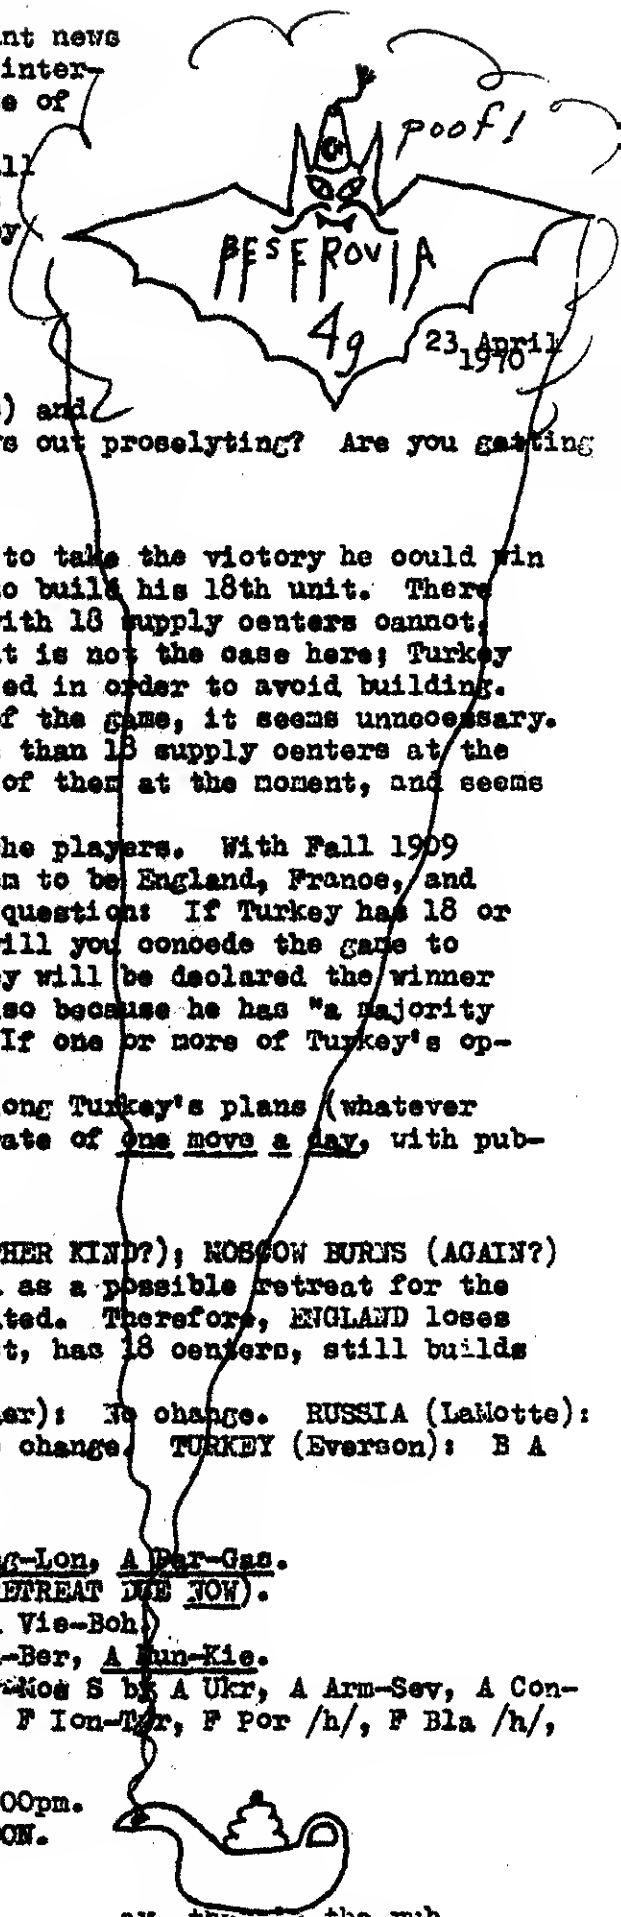 nt news
inter-
e of
poof!
ll
BESEROVIA
49
23 April
1970
) and
s out proselyting? Are you getting
to take the victory he could win
o build his 18th unit. There
ith 18 supply centers cannot
t is not the case here; Turkey
ed in order to avoid building.
f the game, it seems unnecessary.
than 18 supply centers at the
of them at the moment, and seems
he players. With Fall 1909
m to be England, France, and
question: If Turkey has 18 or
ill you concede the game to
y will be declared the winner
so because he has "a majority
If one or more of Turkey's op-
ong Turkey's plans (whatever
ate of one move a day, with pub-
HER KIND?); MOSCOW BURNS (AGAIN?)
as a possible retreat for the
ted. Therefore, ENGLAND loses
t, has 18 centers, still builds
er): No change. RUSSIA (LaMotte):
change. TURKEY (Everson): B A
g-Lon, A Par-Gas.
ETREAT DUE NOW).
Vie-Boh
-Ber, A Mun-Kie.
-Mos S by A Ukr, A Arm-Sev, A Con-
F Ion-Tyr, F Por /h/, F Bla /h/,
00pm.
ON.
the pub